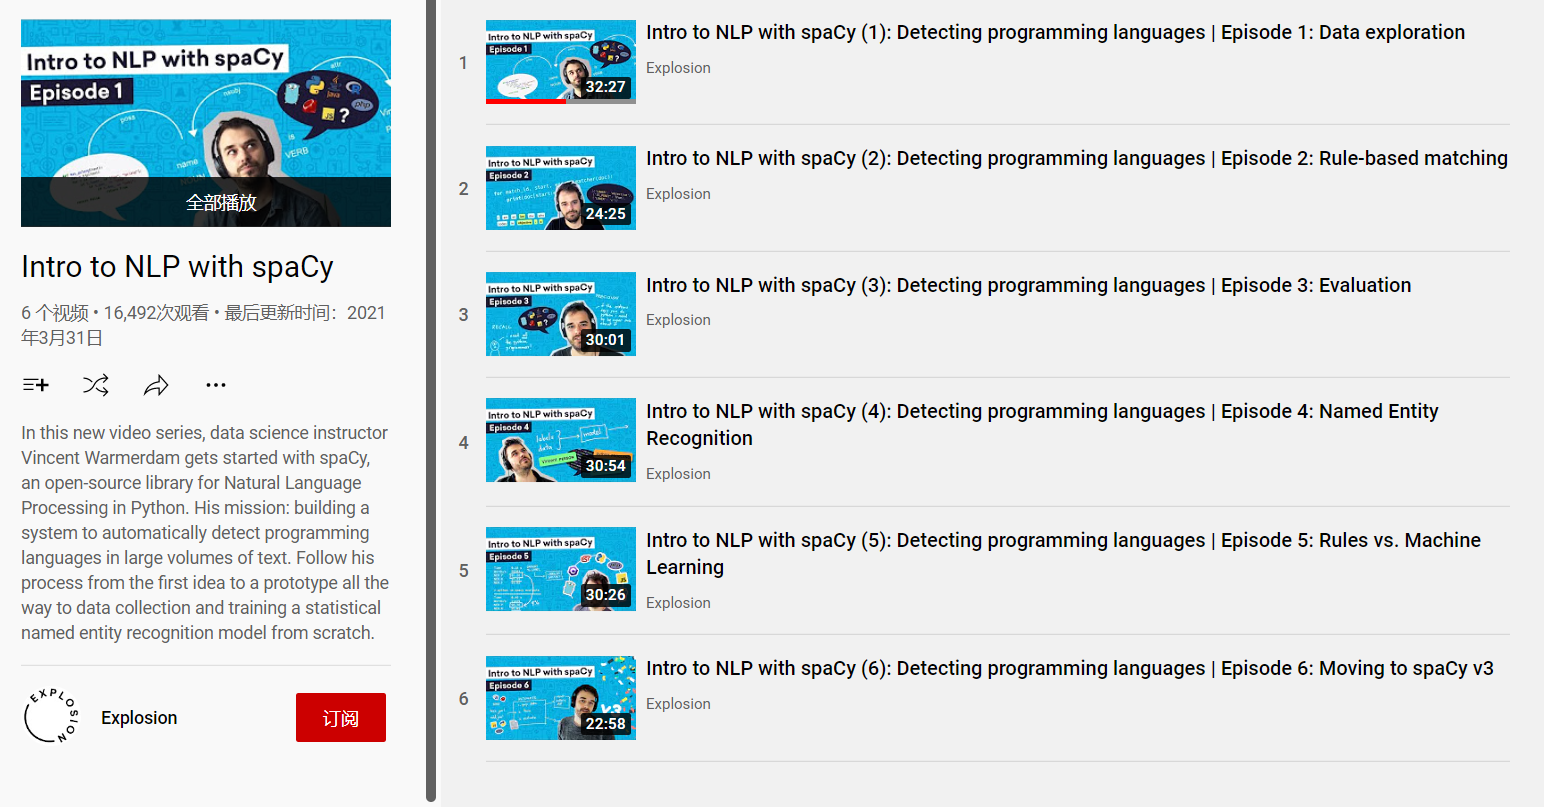 Intro to NLP with spaCy
Episode 1
全部播放
Intro to NLP with spaCy
6 个视频 • 16,492次观看 • 最后更新时间：2021
年3月31日
In this new video series, data science instructor
Vincent Warmerdam gets started with spaCy,
an open-source library for Natural Language
Processing in Python. His mission: building a
system to automatically detect programming
languages in large volumes of text. Follow his
process from the first idea to a prototype all the
way to data collection and training a statistical
named entity recognition model from scratch.
EXPLOSION
Explosion
订阅
1
Intro to NLP with spaCy
Episode 1
32:27
Intro to NLP with spaCy (1): Detecting programming languages | Episode 1: Data exploration
Explosion
2
Intro to NLP with spaCy
Episode 2
24:25
Intro to NLP with spaCy (2): Detecting programming languages | Episode 2: Rule-based matching
Explosion
3
Intro to NLP with spaCy
Episode 3
30:01
Intro to NLP with spaCy (3): Detecting programming languages | Episode 3: Evaluation
Explosion
4
Intro to NLP with spaCy
Episode 4
30:54
Intro to NLP with spaCy (4): Detecting programming languages | Episode 4: Named Entity
Recognition
Explosion
5
Intro to NLP with spaCy
Episode 5
30:26
Intro to NLP with spaCy (5): Detecting programming languages | Episode 5: Rules vs. Machine
Learning
Explosion
6
Intro to NLP with spaCy
Episode 6
22:58
Intro to NLP with spaCy (6): Detecting programming languages | Episode 6: Moving to spaCy v3
Explosion